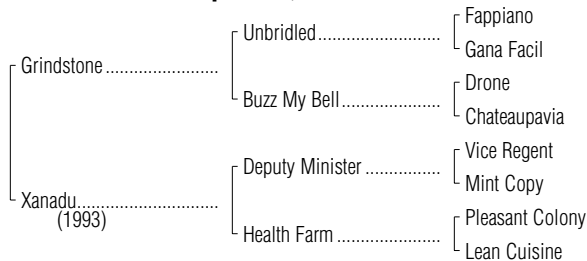 Fappiano
Unbridled
Gana Facil
Grindstone
Drone
Buzz My Bell
Chateaupavia
Vice Regent
Deputy Minister
Mint Copy
Xanadu
(1993)
Pleasant Colony
Health Farm
Lean Cuisine